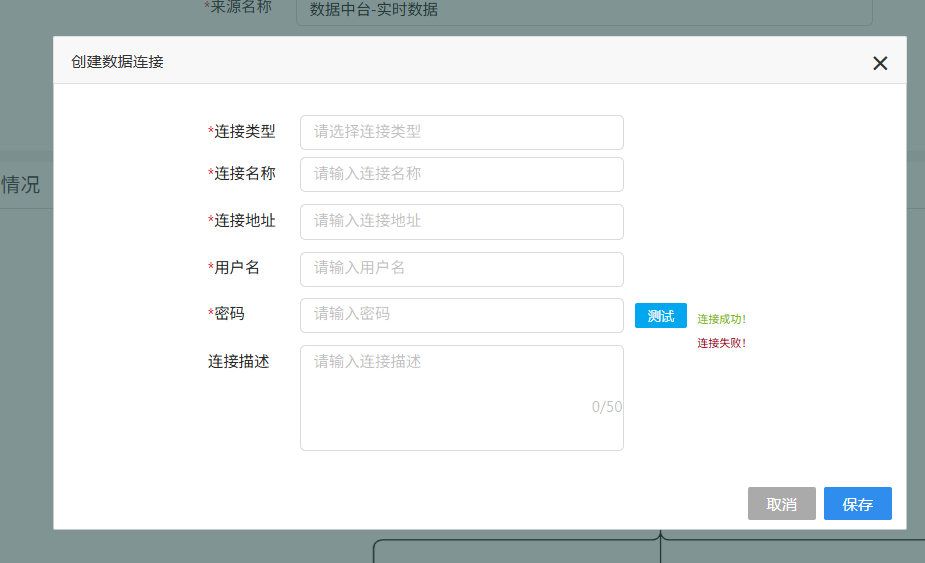 *来源名称 数据中台-实时数据
创建数据连接
*连接类型 请选择连接类型
*连接名称 请输入连接名称
情况
*连接地址 请输入连接地址
*用户名 请输入用户名
*密码 请输入密码 测试 连接成功!
连接失败!
连接描述 请输入连接描述
0/50
取消 保存